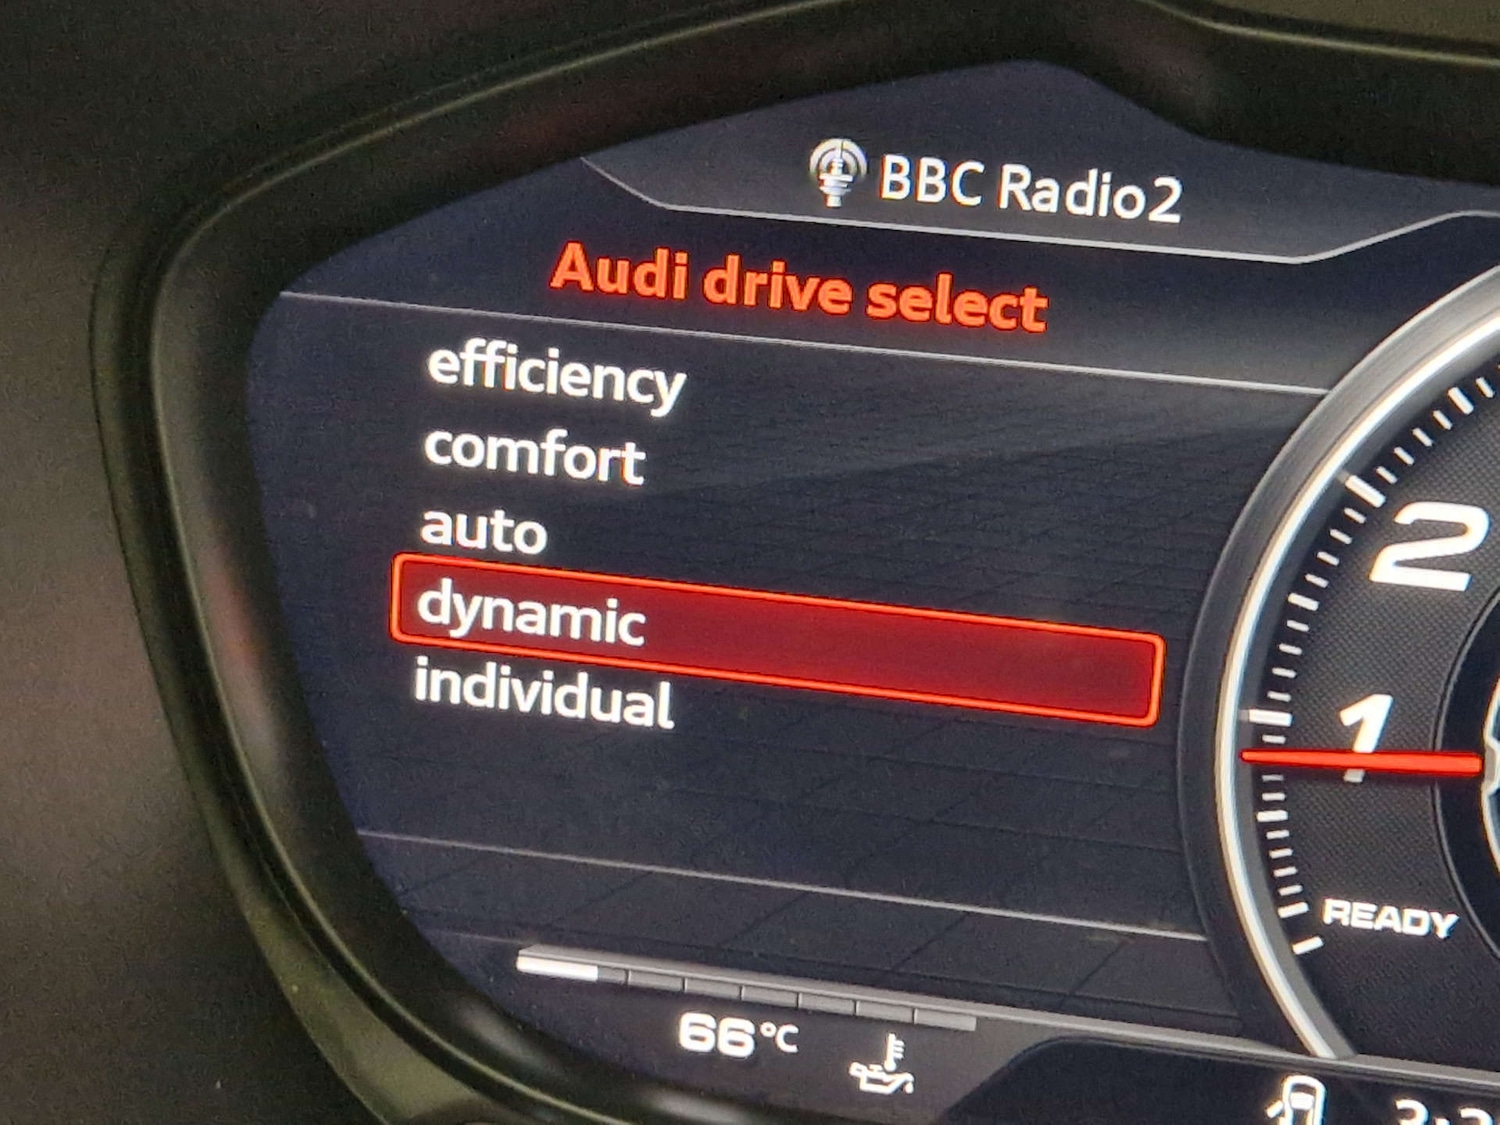 BBC Radio2
Audi drive select
efficiency
comfort
auto
dynamic
individual
2
1
READY
66°C